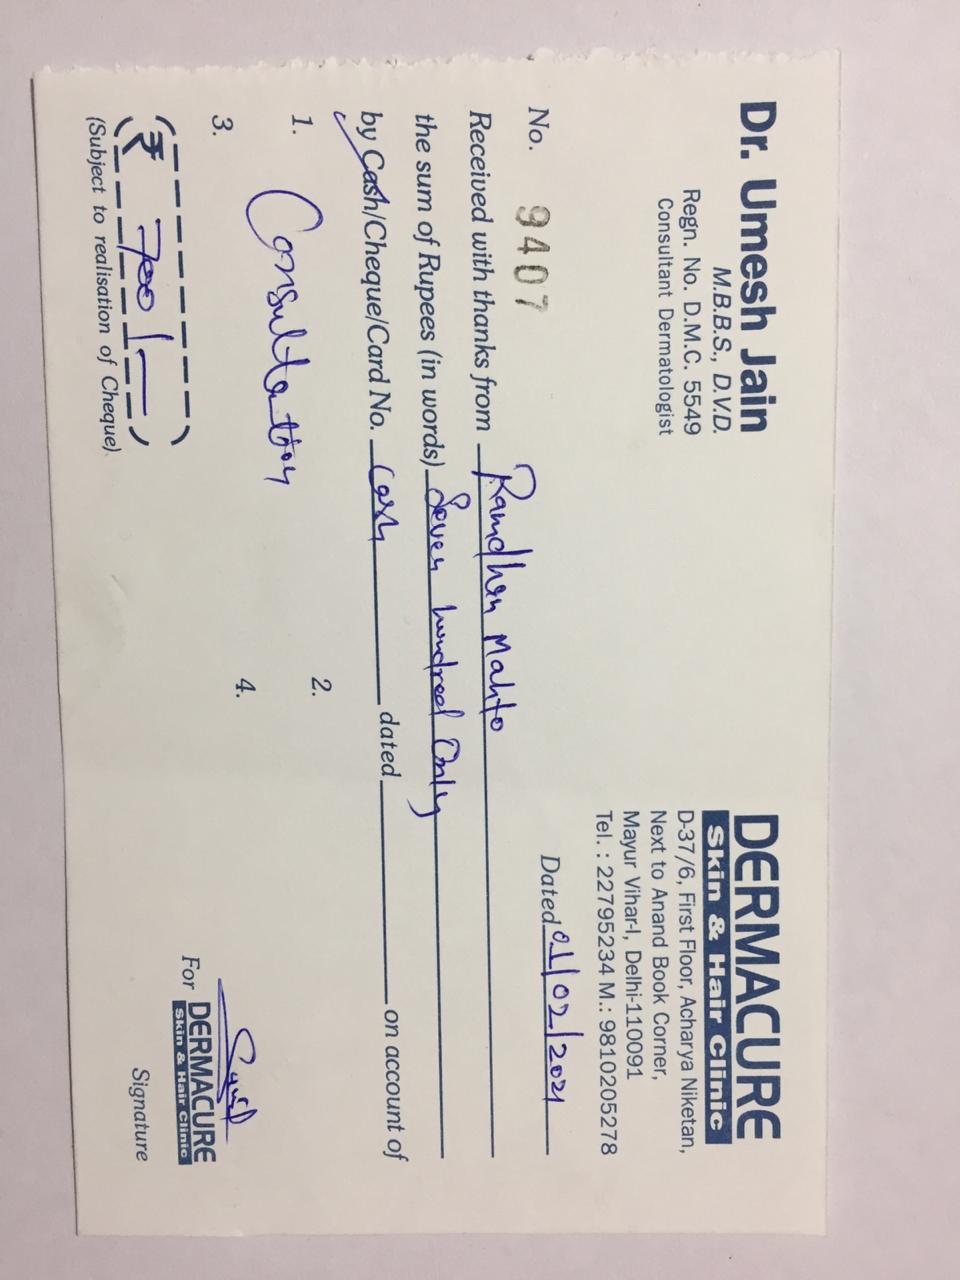 Dr. Umesh Jain
M.B.B.S., D.V.D.
Regn. No. D.M.C. 5549
Consultant Dermatologist
DERMACURE
Skin & Hair Clinic
D-37/6, First Floor, Acharya Niketan,
Next to Anand Book Corner,
Mayur Vihar-I, Delhi-110091
Tel. : 22795234 M.: 9810205278
No. 9407 Dated 01/02/2021
Received with thanks from Ramdhan Mahto
the sum of Rupees (in words) Seven hundred Only
by Cash/Cheque/Card No. Cash dated on account of
1. Consultation 2.
3. 4.
₹ 700/-
(Subject to realisation of Cheque)
For DERMACURE
Skin & Hair Clinic
Signature